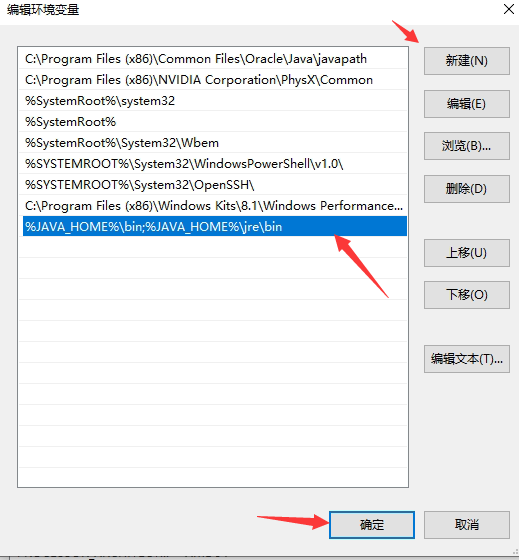 编辑环境变量
C:\Program Files (x86)\Common Files\Oracle\Java\javapath
C:\Program Files (x86)\NVIDIA Corporation\PhysX\Common
%SystemRoot%\system32
%SystemRoot%
%SystemRoot%\System32\Wbem
%SYSTEMROOT%\System32\WindowsPowerShell\v1.0\
%SYSTEMROOT%\System32\OpenSSH\
C:\Program Files (x86)\Windows Kits\8.1\Windows Performance...
%JAVA_HOME%\bin;%JAVA_HOME%\jre\bin
新建(N)
编辑(E)
浏览(B)...
删除(D)
上移(U)
下移(O)
编辑文本(T)...
确定
取消